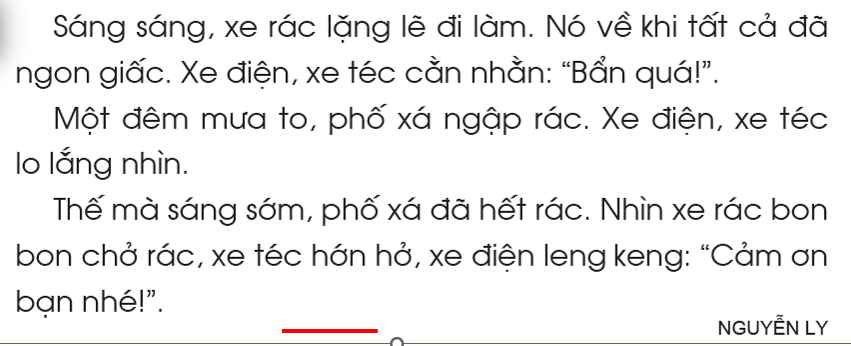 Sáng sáng, xe rác lặng lẽ đi làm. Nó về khi tất cả đã
ngon giấc. Xe điện, xe téc cằn nhằn: “Bẩn quá!”.
Một đêm mưa to, phố xá ngập rác. Xe điện, xe téc
lo lắng nhìn.
Thế mà sáng sớm, phố xá đã hết rác. Nhìn xe rác bon
bon chở rác, xe téc hớn hở, xe điện leng keng: “Cảm ơn
bạn nhé!”.
NGUYỄN LY